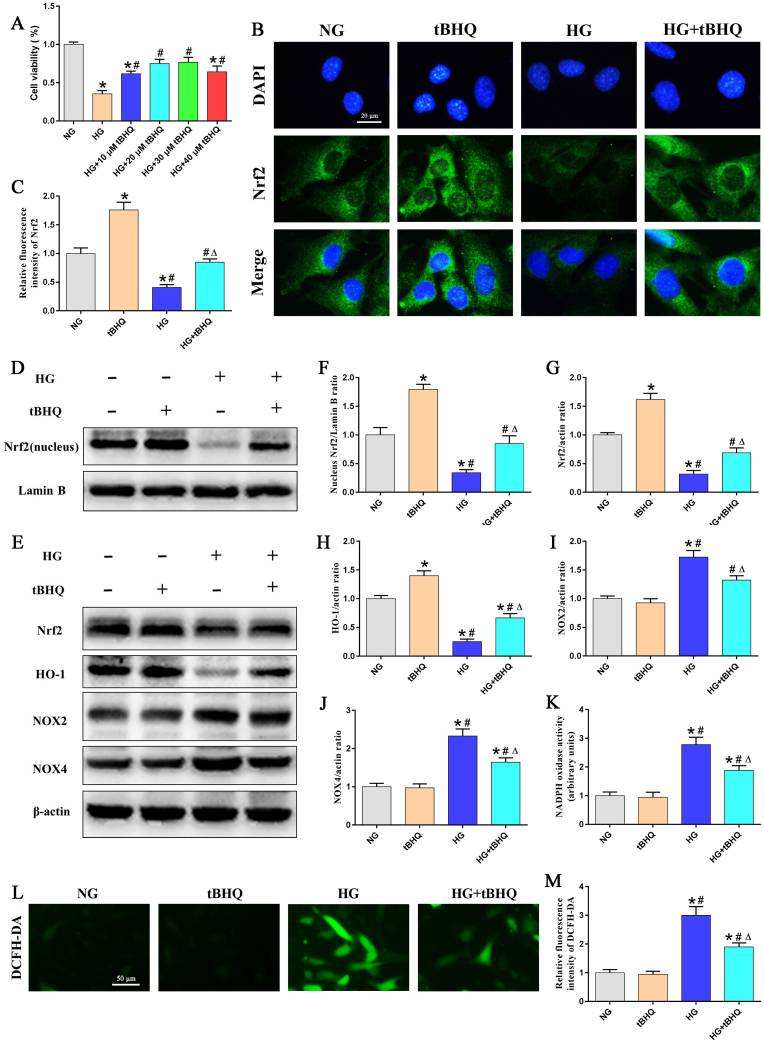 A
Cell viability ( %)
1.5
1.0
0.5
0.0
*
*#
#
#
*#
NG
HG
HG+10 μM tBHQ
HG+20 μM tBHQ
HG+30 μM tBHQ
HG+40 μM tBHQ
B
NG
tBHQ
HG
HG+tBHQ
DAPI
20 μm
Nrf2
Merge
C
Relative fluorescence
intensity of Nrf2
2.0
1.5
1.0
0.5
0.0
*
*#
#Δ
NG
tBHQ
HG
HG+tBHQ
D
HG
− − + +
tBHQ
− + − +
Nrf2(nucleus)
Lamin B
E
HG
− − + +
tBHQ
− + − +
Nrf2
HO-1
NOX2
NOX4
β-actin
F
Nucleus Nrf2/Lamin B ratio
2.0
1.5
1.0
0.5
0.0
*
*#
#Δ
NG
tBHQ
HG
HG+tBHQ
G
Nrf2/actin ratio
2.0
1.5
1.0
0.5
0.0
*
*#
#Δ
NG
tBHQ
HG
HG+tBHQ
H
HO-1/actin ratio
2.0
1.5
1.0
0.5
0.0
*
*#
*#Δ
NG
tBHQ
HG
HG+tBHQ
I
NOX2/actin ratio
2.0
1.5
1.0
0.5
0.0
*#
#Δ
NG
tBHQ
HG
HG+tBHQ
J
NOX4/actin ratio
3
2
1
0
*#
*#Δ
NG
tBHQ
HG
HG+tBHQ
K
NADPH oxidase activity
(arbitrary units)
4
3
2
1
0
*#
*#Δ
NG
tBHQ
HG
HG+tBHQ
L
NG
tBHQ
HG
HG+tBHQ
DCFH-DA
50 μm
M
Relative fluorescence
intensity of DCFH-DA
4
3
2
1
0
*#
*#Δ
NG
tBHQ
HG
HG+tBHQ